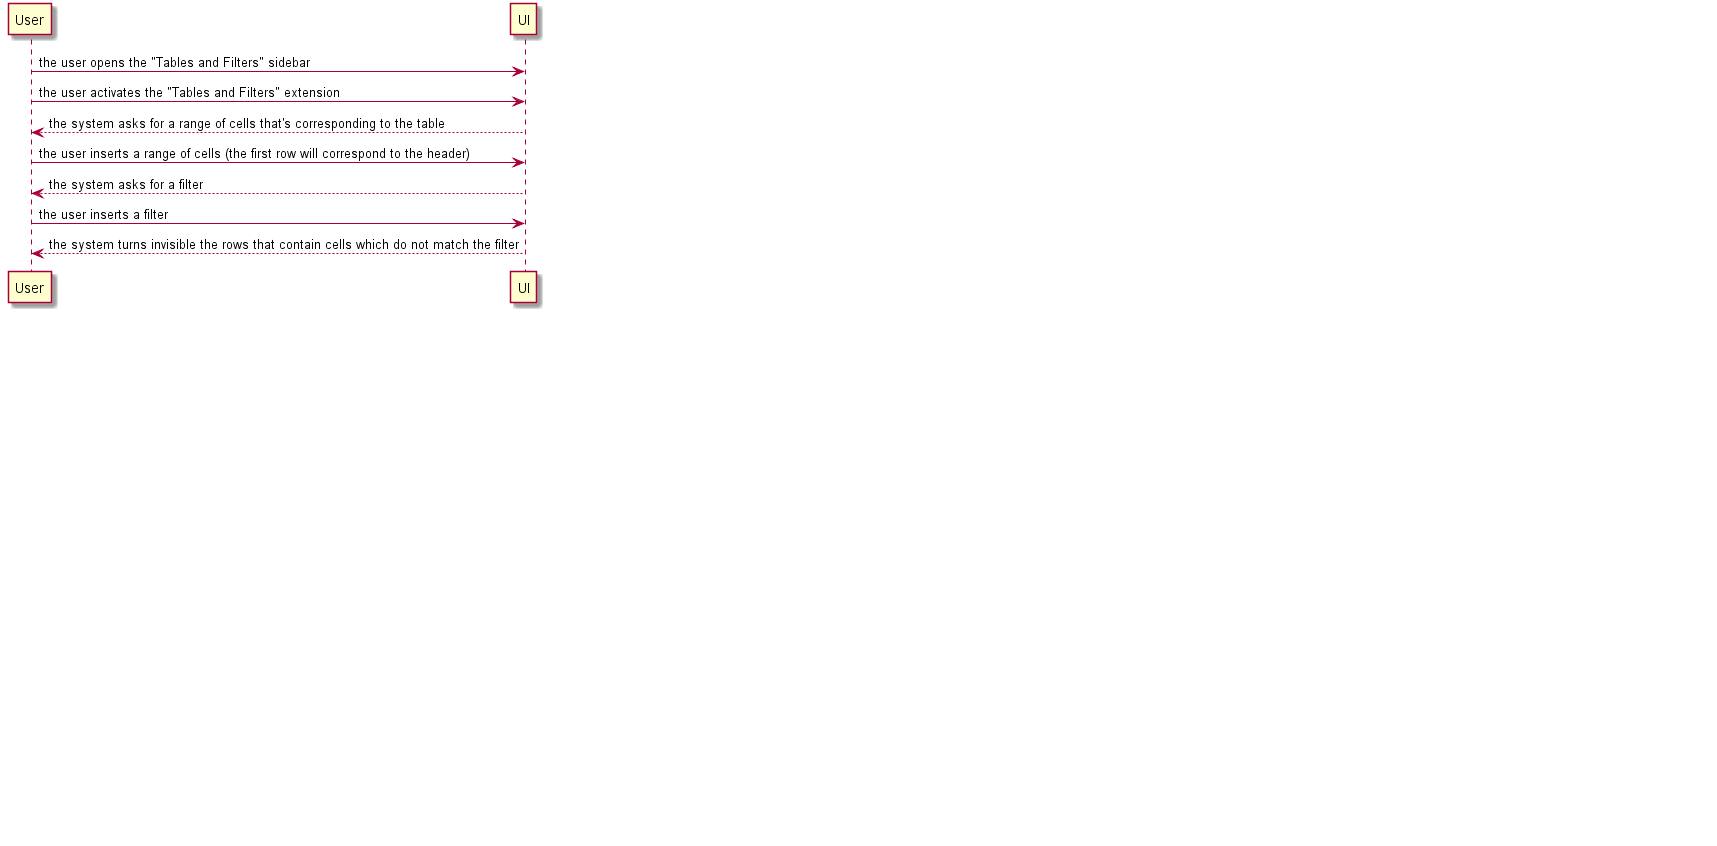 User UI
the user opens the "Tables and Filters" sidebar
the user activates the "Tables and Filters" extension
the system asks for a range of cells that's corresponding to the table
the user inserts a range of cells (the first row will correspond to the header)
the system asks for a filter
the user inserts a filter
the system turns invisible the rows that contain cells which do not match the filter
User UI